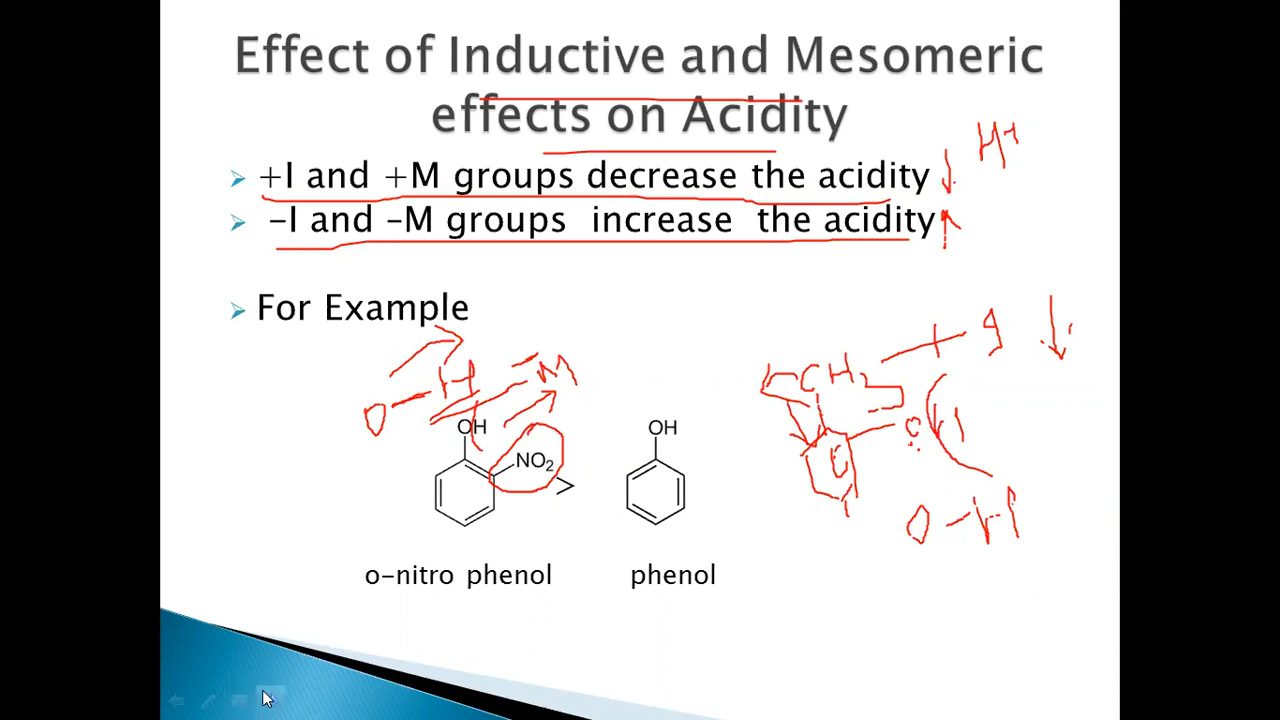 Effect of Inductive and Mesomeric
effects on Acidity
+I and +M groups decrease the acidity
H+
–I and –M groups increase the acidity
For Example
O-H
-M
CH3
+I
OH
NO2
>
OH
O-H
o-nitro phenol
phenol